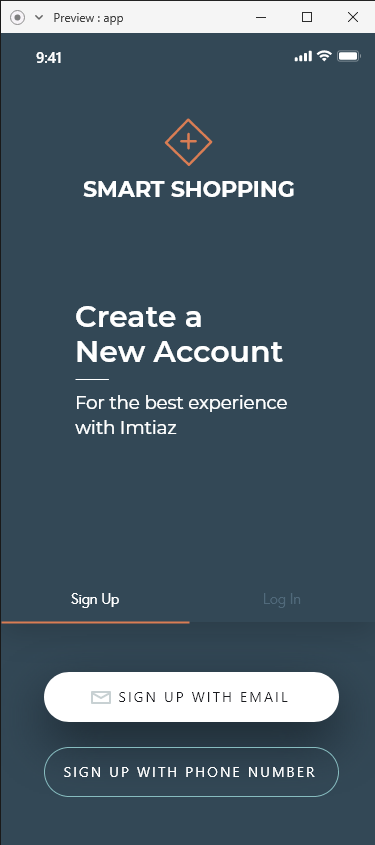 Preview : app
9:41
SMART SHOPPING
Create a
New Account
For the best experience
with Imtiaz
Sign Up
Log In
SIGN UP WITH EMAIL
SIGN UP WITH PHONE NUMBER